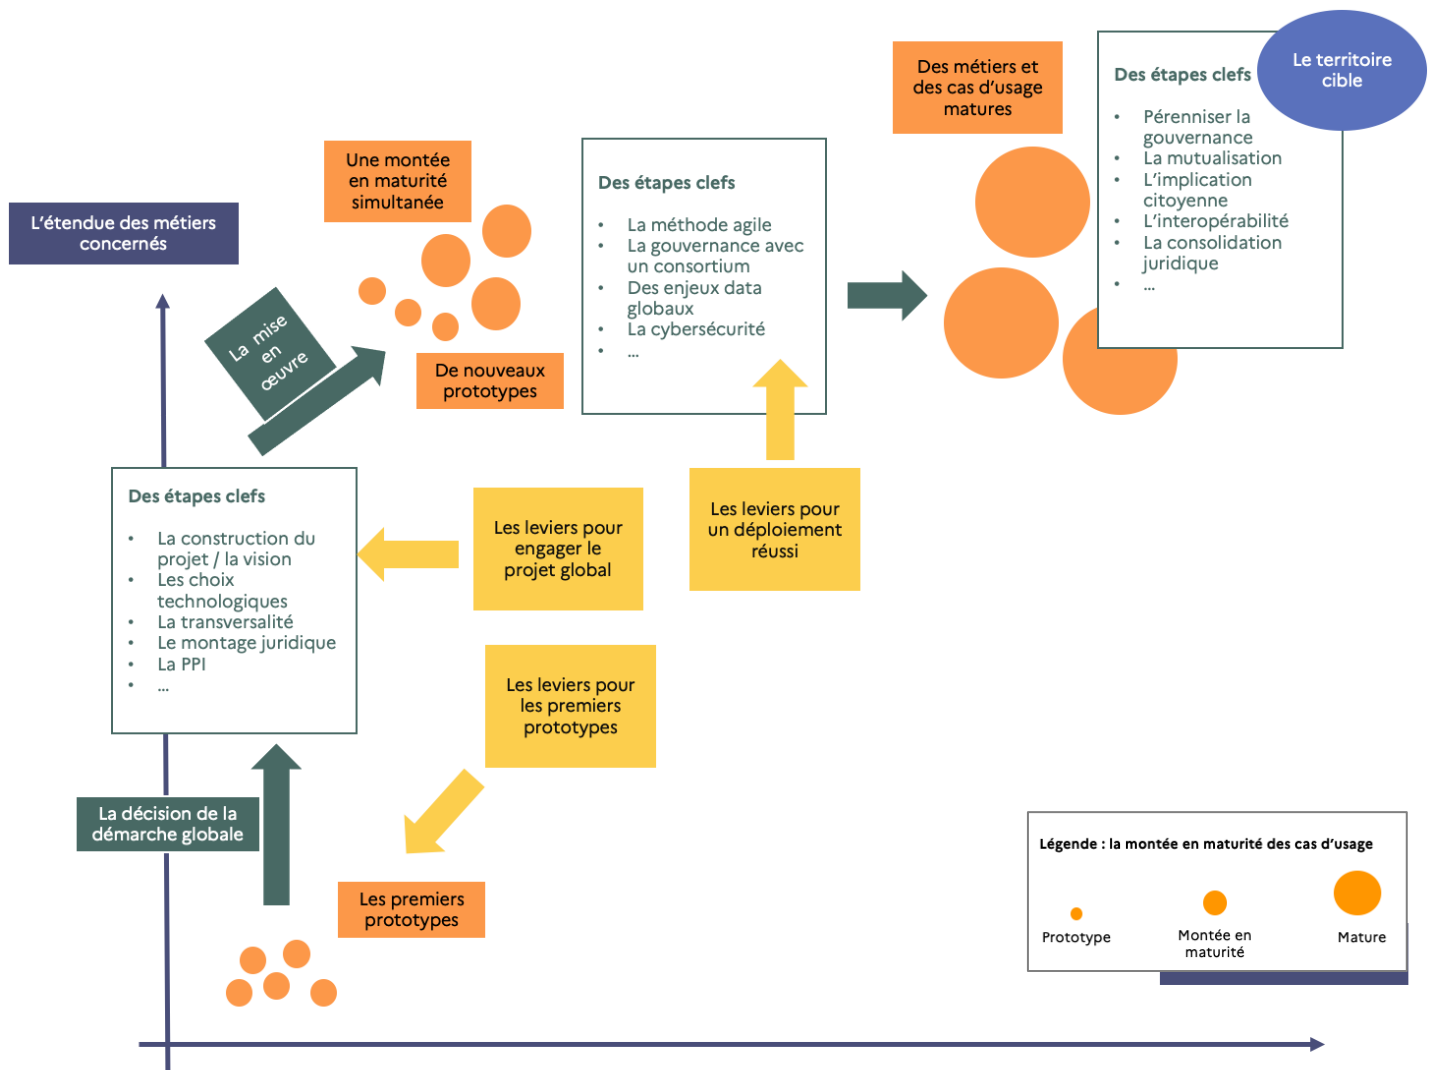 Le territoire
cible
Des métiers et
des cas d’usage
matures
Des étapes clefs
• Pérenniser la
gouvernance
• La mutualisation
• L’implication
citoyenne
• L’interopérabilité
• La consolidation
juridique
• ...
Une montée
en maturité
simultanée
Des étapes clefs
• La méthode agile
• La gouvernance avec
un consortium
• Des enjeux data
globaux
• La cybersécurité
• ...
L’étendue des métiers
concernés
La mise
en
œuvre
De nouveaux
prototypes
Des étapes clefs
• La construction du
projet / la vision
• Les choix
technologiques
• La transversalité
• Le montage juridique
• La PPI
• ...
Les leviers pour
engager le
projet global
Les leviers pour
un déploiement
réussi
Les leviers pour
les premiers
prototypes
La décision de la
démarche globale
Les premiers
prototypes
Légende : la montée en maturité des cas d’usage
Prototype
Montée en
maturité
Mature